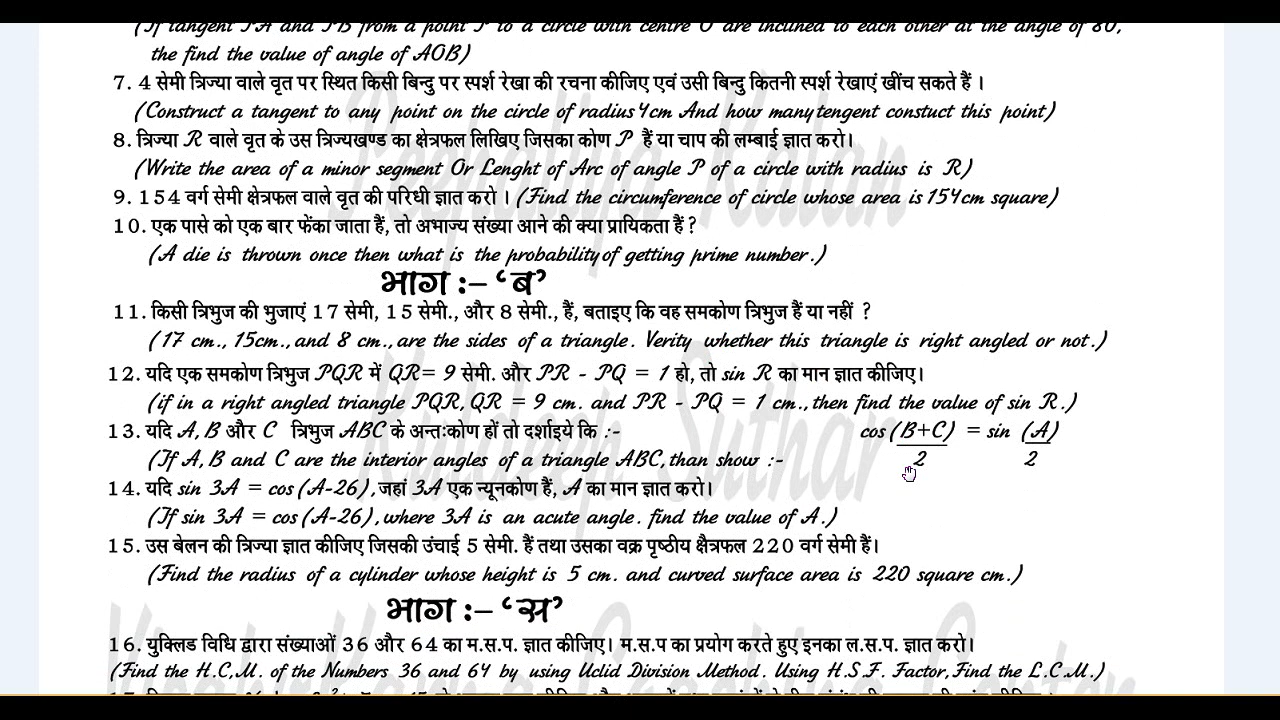 (If tangent PA and PB from a point P to a circle with centre O are inclined to each other at the angle of 80,
the find the value of angle of AOB)
7. 4 सेमी त्रिज्या वाले वृत पर स्थित किसी बिन्दु पर स्पर्श रेखा की रचना कीजिए एवं उसी बिन्दु कितनी स्पर्श रेखाएं खींच सकते हैं ।
(Construct a tangent to any point on the circle of radius 4cm And how many tengent constuct this point)
8. त्रिज्या R वाले वृत के उस त्रिज्यखण्ड का क्षेत्रफल लिखिए जिसका कोण P हैं या चाप की लम्बाई ज्ञात करो।
(Write the area of a minor segment Or Lenght of Arc of angle P of a circle with radius is R)
9. 154 वर्ग सेमी क्षेत्रफल वाले वृत की परिधी ज्ञात करो । (Find the circumference of circle whose area is 154cm square)
10. एक पासे को एक बार फेंका जाता हैं, तो अभाज्य संख्या आने की क्या प्रायिकता हैं ?
(A die is thrown once then what is the probability of getting prime number.)
भाग :– ‘ब’
11. किसी त्रिभुज की भुजाएं 17 सेमी, 15 सेमी., और 8 सेमी., हैं, बताइए कि वह समकोण त्रिभुज हैं या नहीं ?
(17 cm., 15cm., and 8 cm., are the sides of a triangle. Verity whether this triangle is right angled or not.)
12. यदि एक समकोण त्रिभुज PQR में QR= 9 सेमी. और PR - PQ = 1 हो, तो sin R का मान ज्ञात कीजिए।
(if in a right angled triangle PQR, QR = 9 cm. and PR - PQ = 1 cm., then find the value of sin R.)
13. यदि A, B और C त्रिभुज ABC के अन्तःकोण हों तो दर्शाइये कि :- cos (B+C) = sin (A)
(If A, B and C are the interior angles of a triangle ABC, than show :- 2 2
14. यदि sin 3A = cos (A-26), जहां 3A एक न्यूनकोण हैं, A का मान ज्ञात करो।
(If sin 3A = cos (A-26), where 3A is an acute angle. find the value of A.)
15. उस बेलन की त्रिज्या ज्ञात कीजिए जिसकी उंचाई 5 सेमी. हैं तथा उसका वक्र पृष्ठीय क्षैत्रफल 220 वर्ग सेमी हैं।
(Find the radius of a cylinder whose height is 5 cm. and curved surface area is 220 square cm.)
भाग :– ‘स’
16. युक्लिड विधि द्वारा संख्याओं 36 और 64 का म.स.प. ज्ञात कीजिए। म.स.प का प्रयोग करते हुए इनका ल.स.प. ज्ञात करो।
(Find the H.C.M. of the Numbers 36 and 64 by using Uclid Division Method. Using H.S.F. Factor, Find the L.C.M.)
Peepaliya Kalan
Kuldeep Suthar